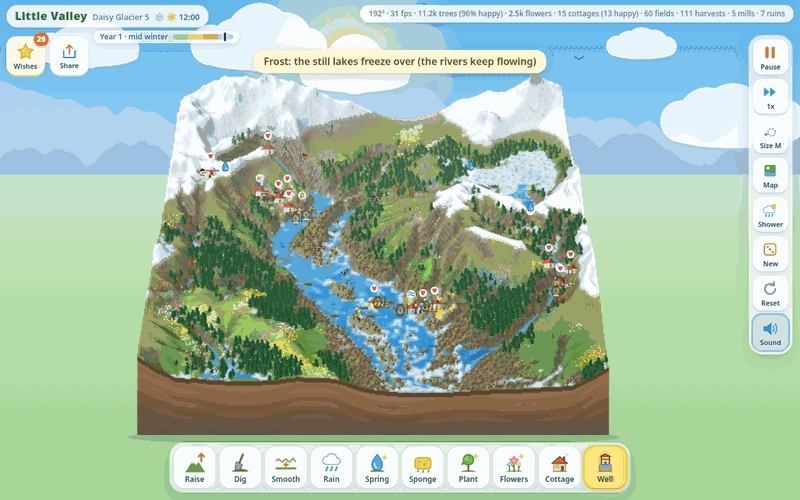 Little Valley Daisy Glacier 5 12:00
192² · 31 fps · 11.2k trees (96% happy) · 2.5k flowers · 15 cottages (13 happy) · 60 fields · 111 harvests · 5 mills · 7 ruins
Year 1 · mid winter
29
Wishes
Share
Frost: the still lakes freeze over (the rivers keep flowing)
Pause
1x
Size M
Map
Shower
New
Reset
Sound
Raise
Dig
Smooth
Rain
Spring
Sponge
Plant
Flowers
Cottage
Well